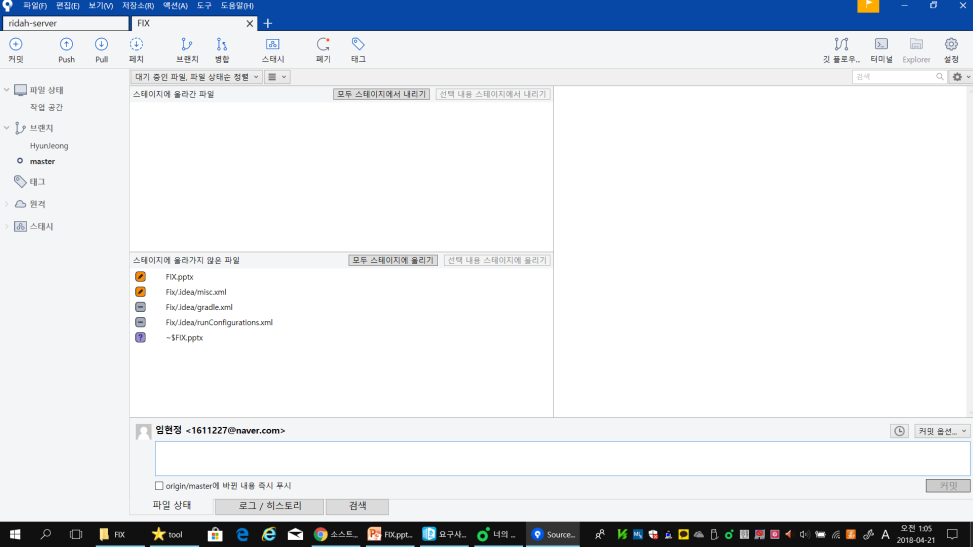 파일(F) 편집(E) 보기(V) 저장소(R) 액션(A) 도구 도움말(H)
ridah-server FIX
커밋 Push Pull 페치 브랜치 병합 스태시 폐기 태그 깃 플로우.. 터미널 Explorer 설정
대기 중인 파일, 파일 상태순 정렬 검색
파일 상태
작업 공간
브랜치
HyunJeong
master
태그
원격
스태시
스테이지에 올라간 파일 모두 스테이지에서 내리기 선택 내용 스테이지에서 내리기
스테이지에 올라가지 않은 파일 모두 스테이지에 올리기 선택 내용 스테이지에 올리기
FIX.pptx
Fix/.idea/misc.xml
Fix/.idea/gradle.xml
Fix/.idea/runConfigurations.xml
~$FIX.pptx
임현정 <1611227@naver.com> 커밋 옵션...
origin/master에 바뀐 내용 즉시 푸시 커밋
파일 상태 로그 / 히스토리 검색
FIX tool 소스트... FIX.ppt... 요구사... 너의 ... Source... A 오전 1:05
2018-04-21